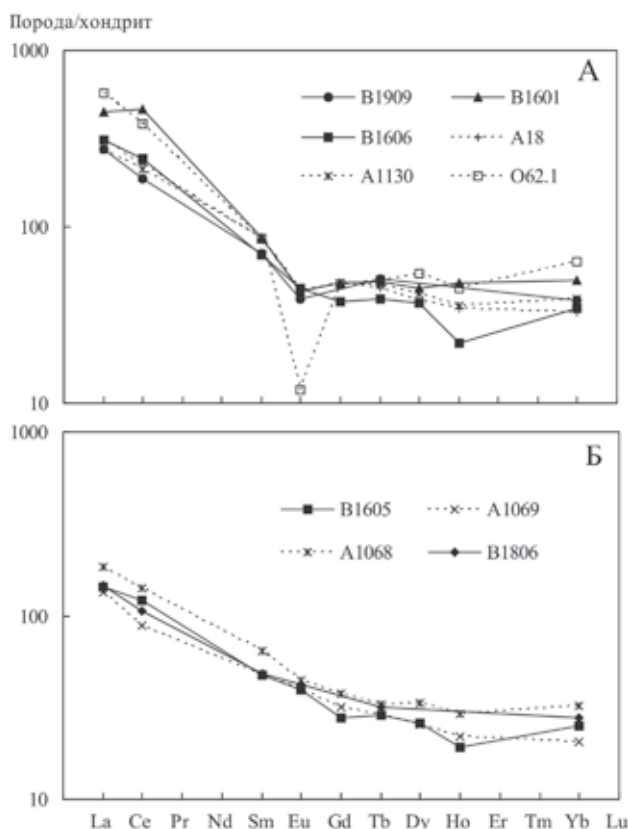 Порода/хондрит
1000
А
B1909 B1601
B1606 A18
A1130 O62.1
100
10
1000
Б
B1605 A1069
A1068 B1806
100
10
La Ce Pr Nd Sm Eu Gd Tb Dy Ho Er Tm Yb Lu